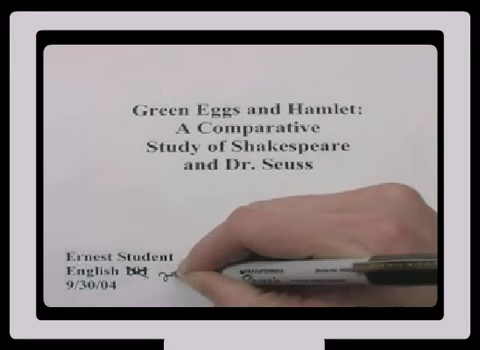 Green Eggs and Hamlet:
A Comparative
Study of Shakespeare
and Dr. Seuss
Ernest Student
English
9/30/04